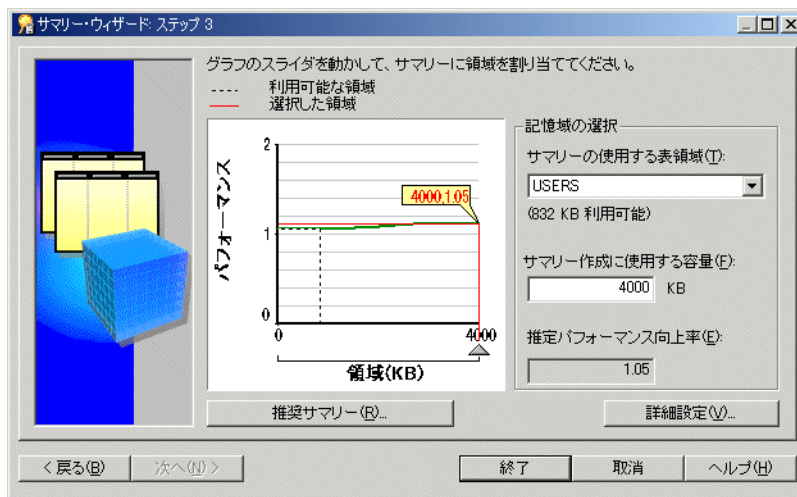 サマリー・ウィザード: ステップ 3
グラフのスライダを動かして、サマリーに領域を割り当ててください。
利用可能な領域
選択した領域
パフォーマンス
2
1
0
4000,1.05
0
4000
領域(KB)
記憶域の選択
サマリーの使用する表領域(T):
USERS
(832 KB 利用可能)
サマリー作成に使用する容量(F):
4000 KB
推定パフォーマンス向上率(E):
1.05
推奨サマリー(R)...
詳細設定(V)...
< 戻る(B)
次へ(N) >
終了
取消
ヘルプ(H)